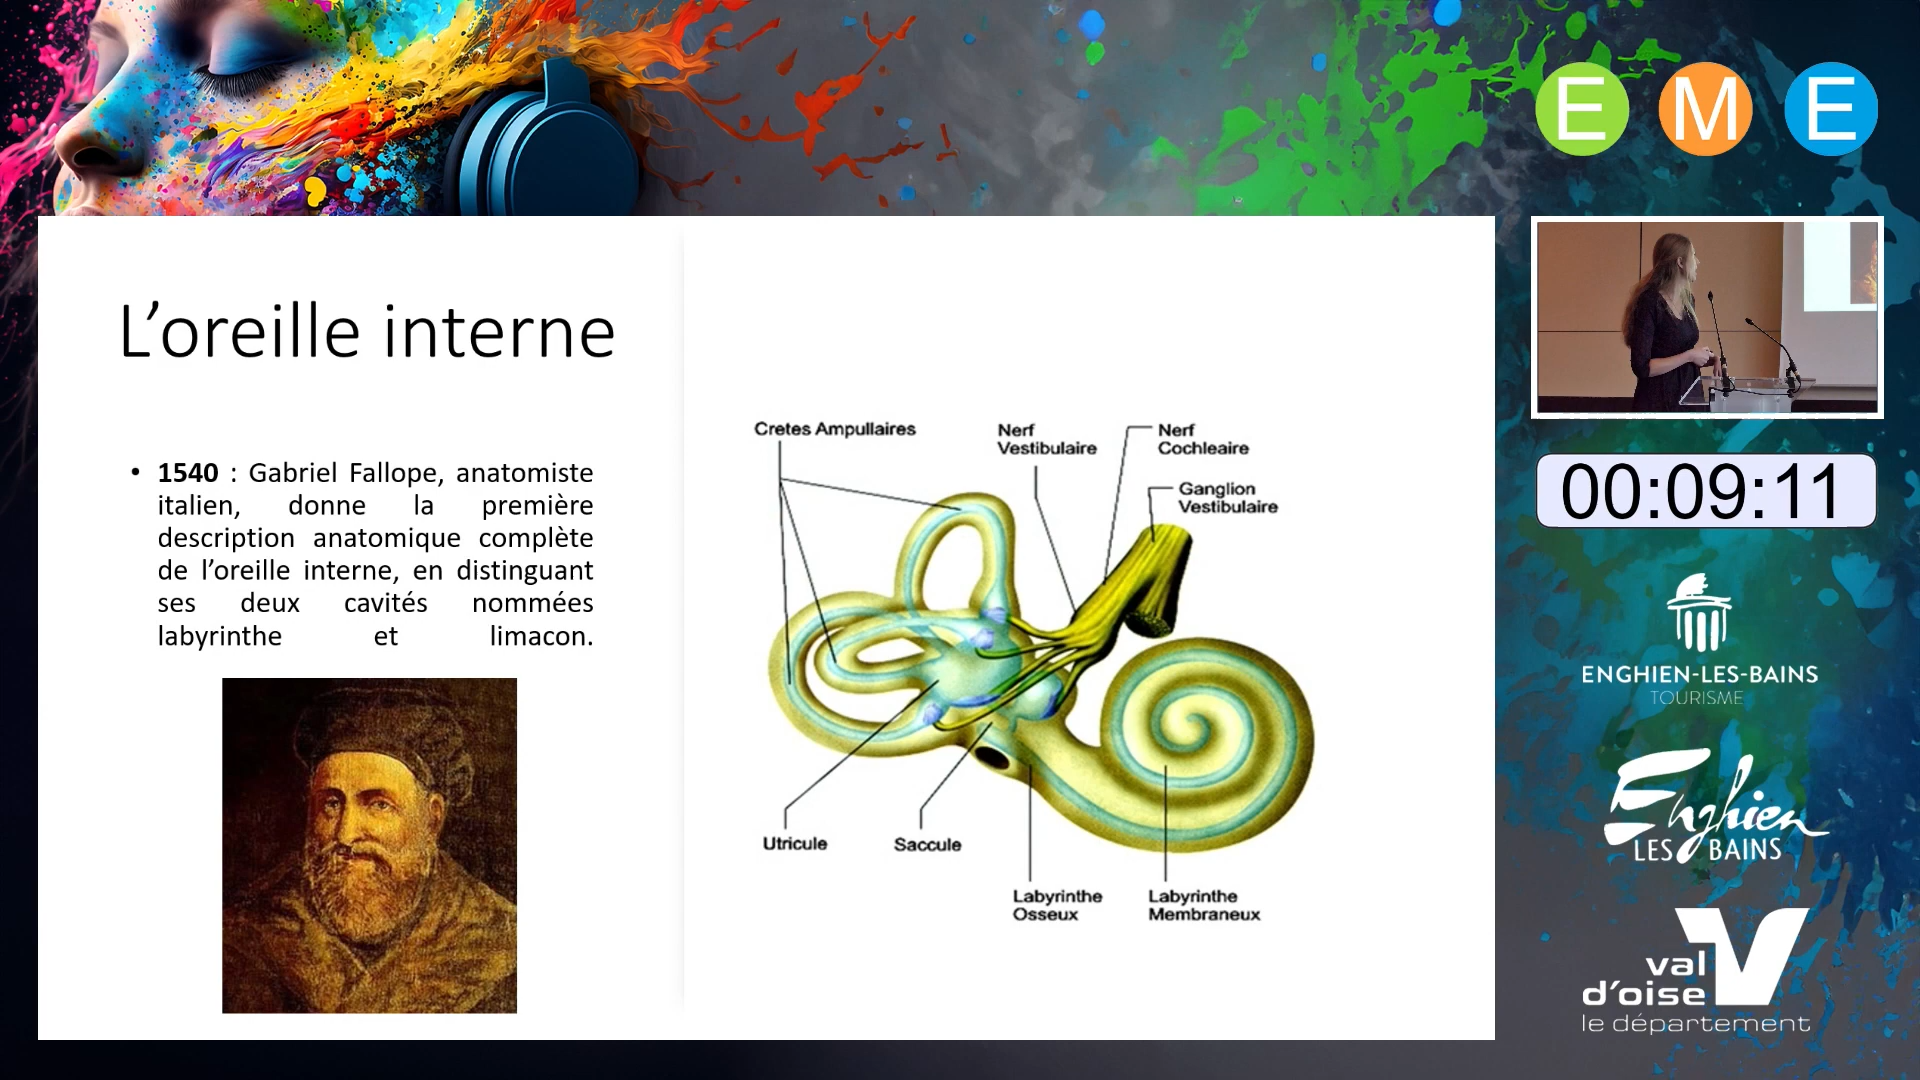 E M E
L’oreille interne
• 1540 : Gabriel Fallope, anatomiste
italien, donne la première
description anatomique complète
de l’oreille interne, en distinguant
ses deux cavités nommées
labyrinthe et limacon.
Cretes Ampullaires
Nerf
Vestibulaire
Nerf
Cochleaire
Ganglion
Vestibulaire
Utricule
Saccule
Labyrinthe
Osseux
Labyrinthe
Membraneux
00:09:11
ENGHIEN-LES-BAINS
TOURISME
Enghien
LES BAINS
val
d’oise
le département